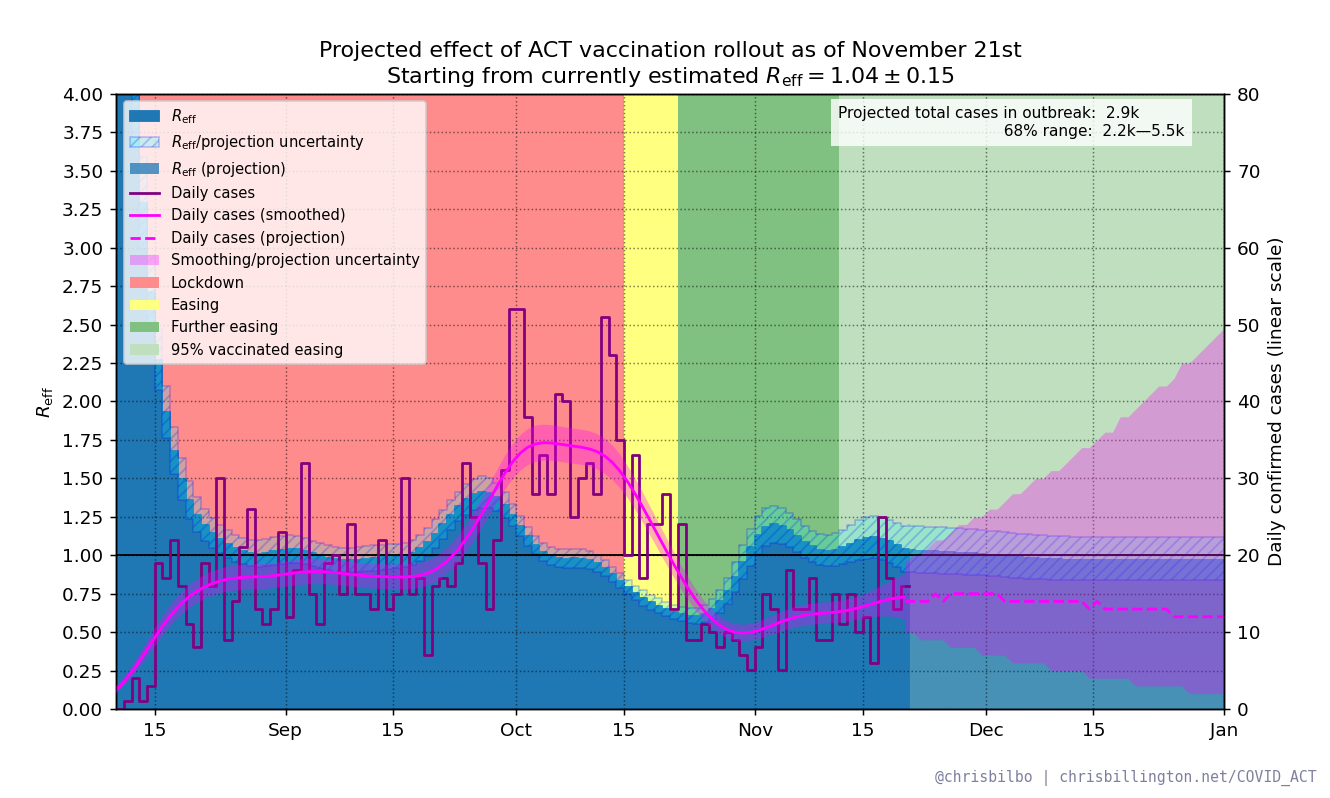 Projected effect of ACT vaccination rollout as of November 21st
Starting from currently estimated R_eff = 1.04 ± 0.15
Projected total cases in outbreak: 2.9k
68% range: 2.2k—5.5k
R_eff
R_eff/projection uncertainty
R_eff (projection)
Daily cases
Daily cases (smoothed)
Daily cases (projection)
Smoothing/projection uncertainty
Lockdown
Easing
Further easing
95% vaccinated easing
R_eff
4.00
3.75
3.50
3.25
3.00
2.75
2.50
2.25
2.00
1.75
1.50
1.25
1.00
0.75
0.50
0.25
0.00
80
70
60
50
40
30
20
10
0
Daily confirmed cases (linear scale)
15 Sep 15 Oct 15 Nov 15 Dec 15 Jan
@chrisbilbo | chrisbillington.net/COVID_ACT